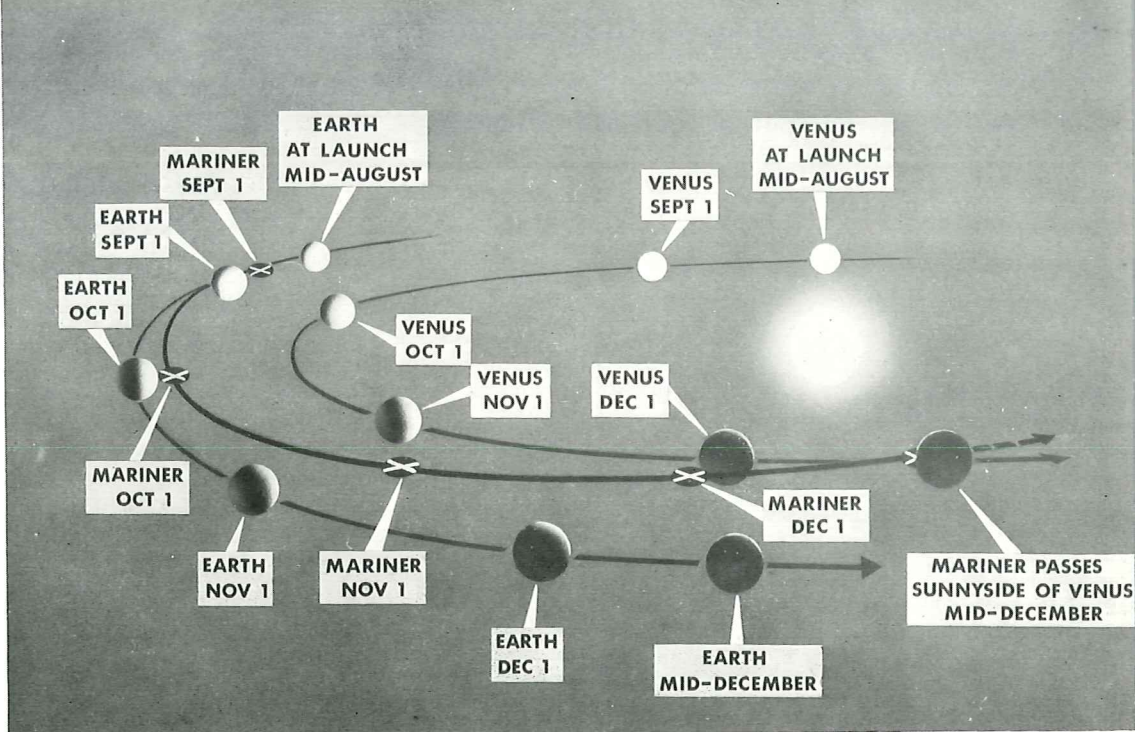 EARTH
AT LAUNCH
MID-AUGUST
MARINER
SEPT 1
EARTH
SEPT 1
EARTH
OCT 1
VENUS
AT LAUNCH
MID-AUGUST
VENUS
SEPT 1
VENUS
OCT 1
VENUS
NOV 1
VENUS
DEC 1
MARINER
OCT 1
EARTH
NOV 1
MARINER
NOV 1
MARINER
DEC 1
EARTH
DEC 1
EARTH
MID-DECEMBER
MARINER PASSES
SUNNYSIDE OF VENUS
MID-DECEMBER